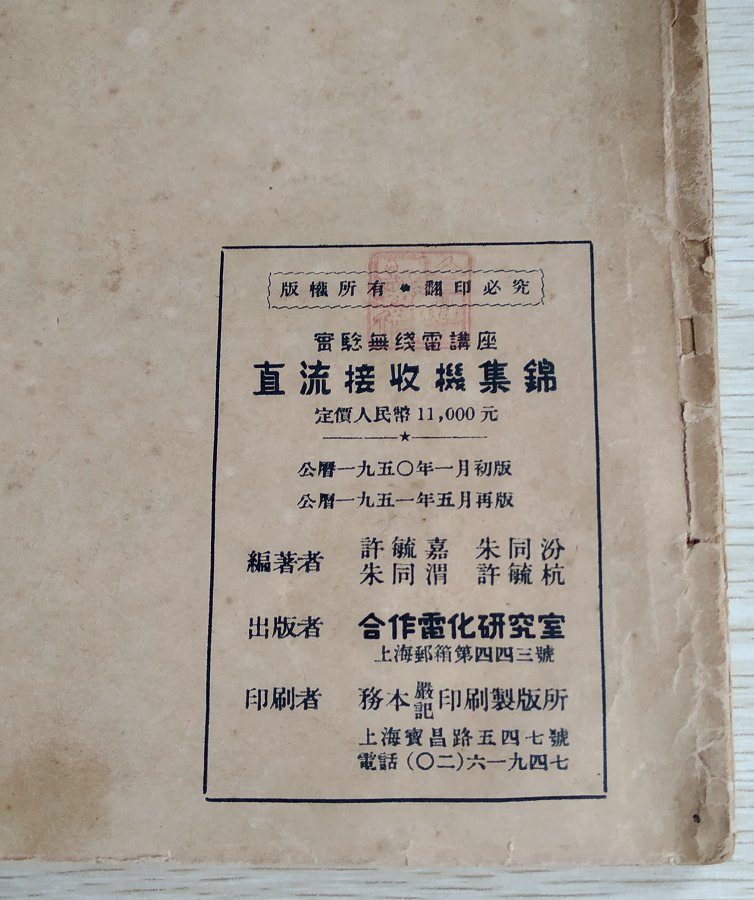 版權所有●翻印必究
實驗無綫電講座
直流接收機集錦
定價人民幣 11,000 元
公曆一九五〇年一月初版
公曆一九五一年五月再版
編著者 許毓嘉 朱同汾
朱同渭 許毓杭
出版者 合作電化研究室
上海郵箱第四四三號
印刷者 務本嚴記印刷製版所
上海寶昌路五四七號
電話(〇二)六一九四七